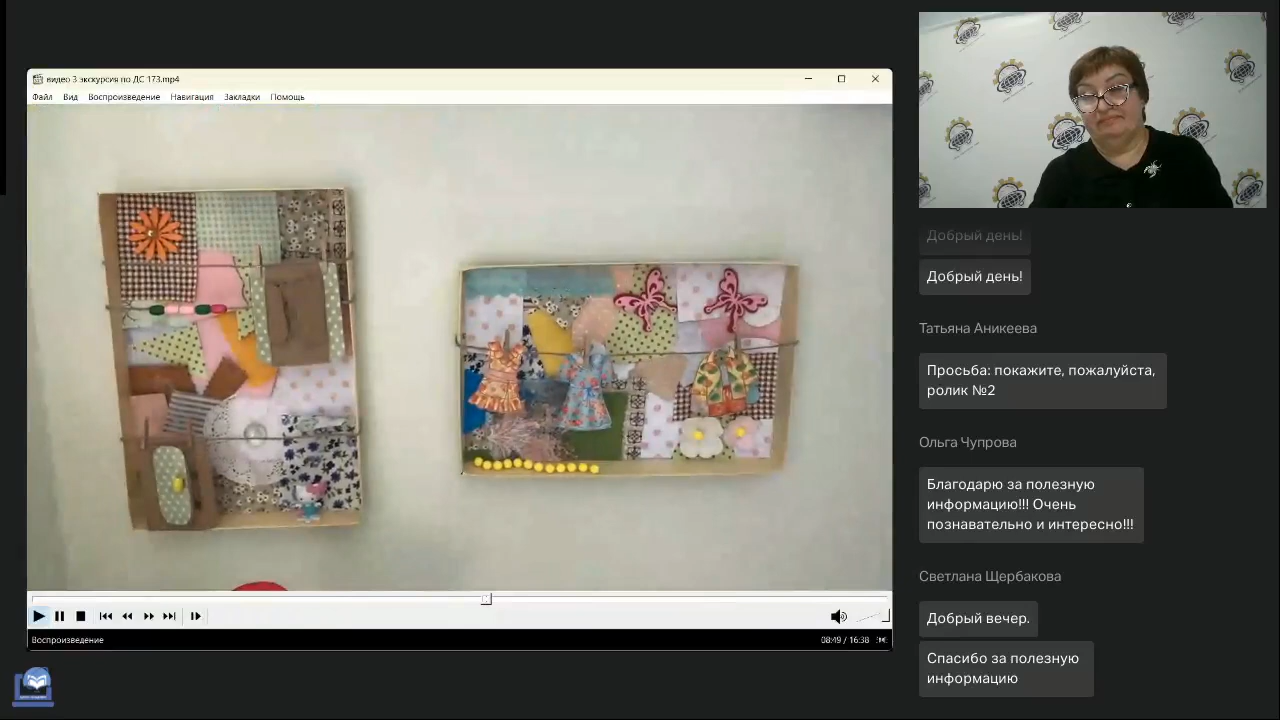 видео 3 экскурсия по ДС 173.mp4
Файл Вид Воспроизведение Навигация Закладки Помощь
Воспроизведение
08:49 / 16:38
Добрый день!
Добрый день!
Татьяна Аникеева
Просьба: покажите, пожалуйста,
ролик №2
Ольга Чупрова
Благодарю за полезную
информацию!!! Очень
познавательно и интересно!!!
Светлана Щербакова
Добрый вечер.
Спасибо за полезную
информацию